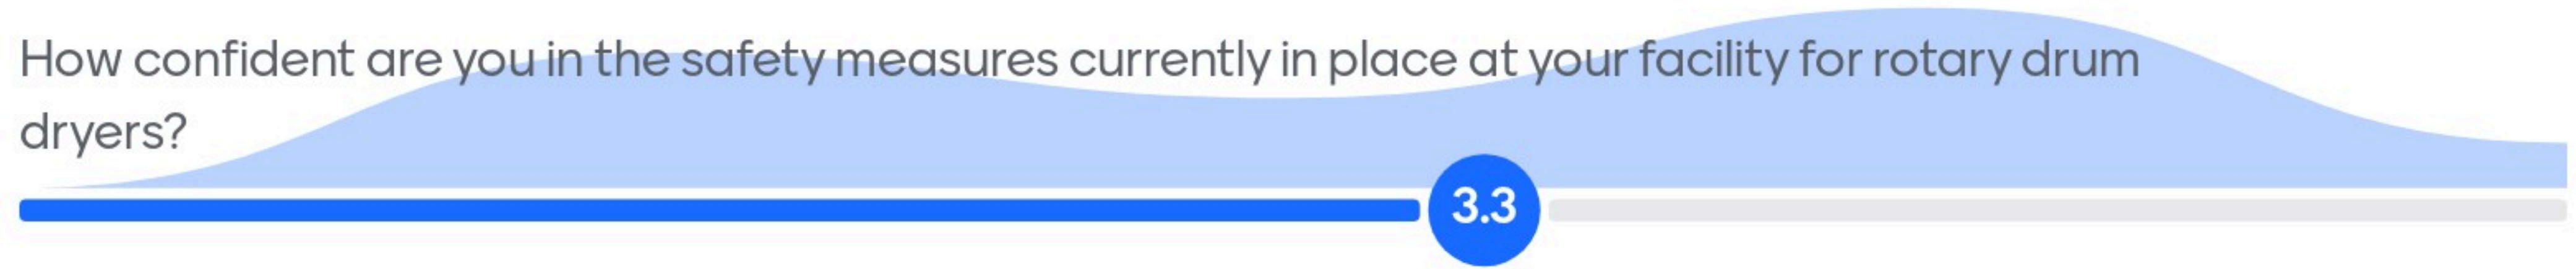 How confident are you in the safety measures currently in place at your facility for rotary drum
dryers?
3.3